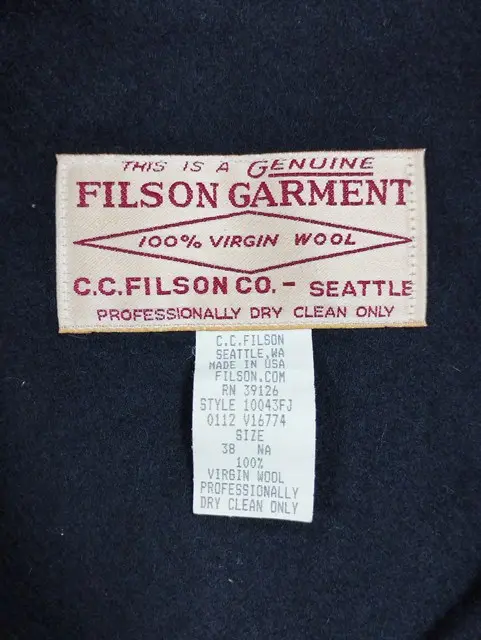 THIS IS A GENUINE
FILSON GARMENT
100% VIRGIN WOOL
C.C.FILSON CO. - SEATTLE
PROFESSIONALLY DRY CLEAN ONLY
C.C.FILSON
SEATTLE,WA
MADE IN USA
FILSON.COM
RN 39126
STYLE 10043FJ
0112 V16774
SIZE
38 NA
100%
VIRGIN WOOL
PROFESSIONALLY
DRY CLEAN ONLY